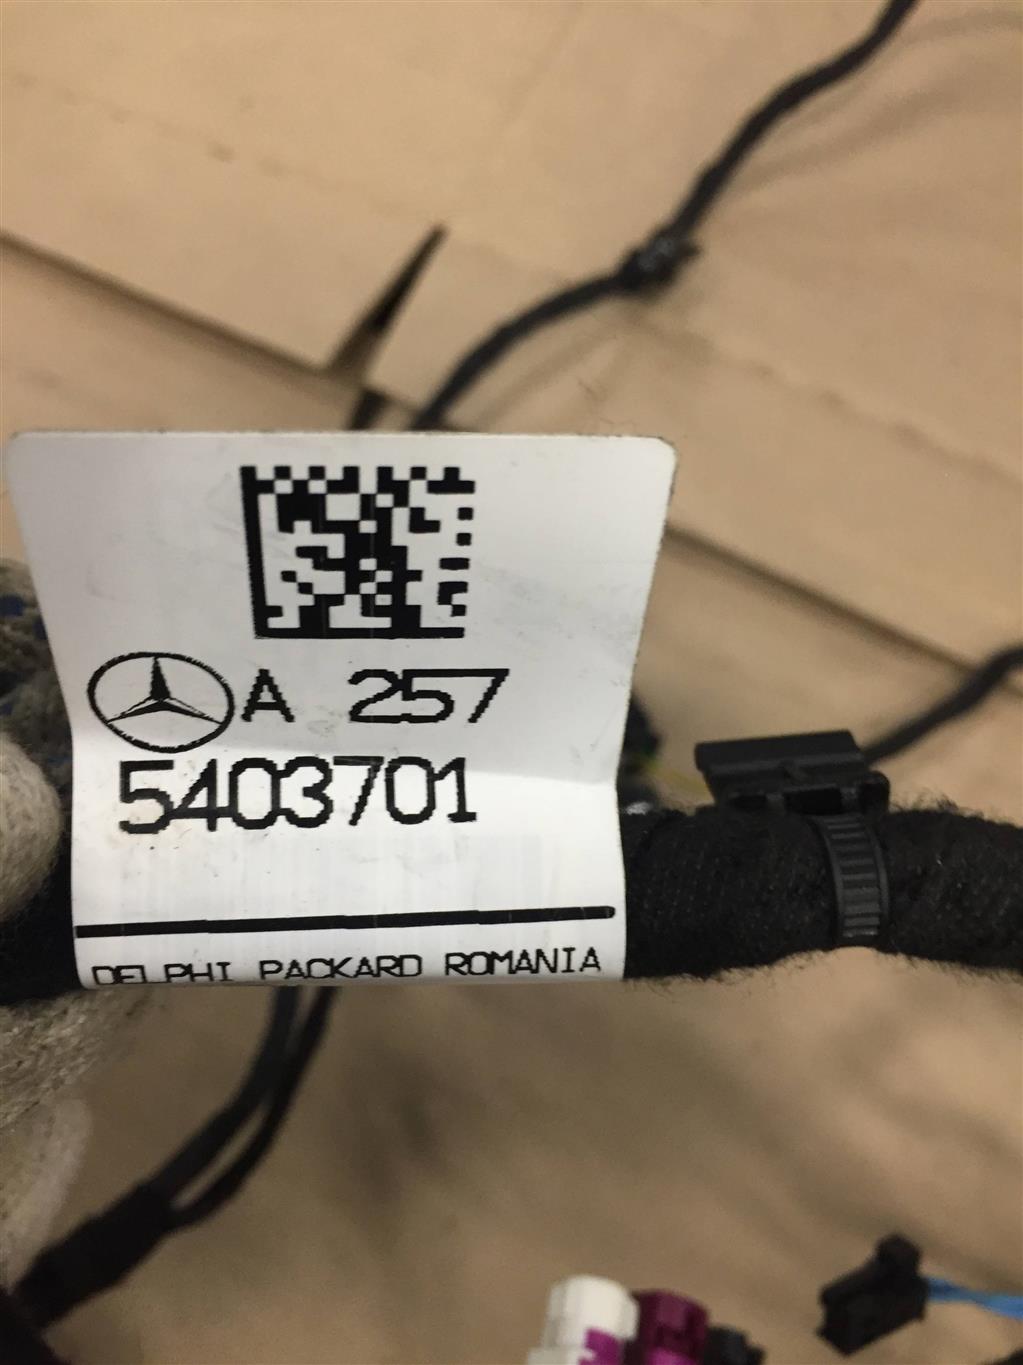 A 257
5403701
DELPHI PACKARD ROMANIA